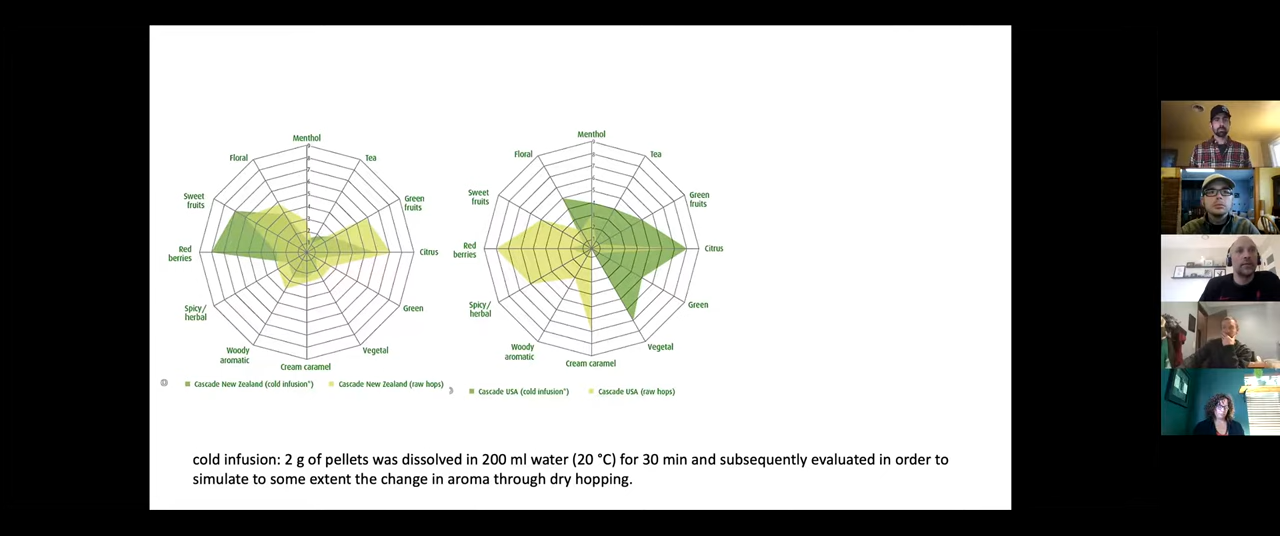 Menthol
Floral
Tea
Sweet
fruits
Green
fruits
Red
berries
Citrus
Spicy/
herbal
Green
Woody
aromatic
Vegetal
Cream caramel
Cascade New Zealand (cold infusion*)
Cascade New Zealand (raw hops)
Menthol
Floral
Tea
Sweet
fruits
Green
fruits
Red
berries
Citrus
Spicy/
herbal
Green
Woody
aromatic
Vegetal
Cream caramel
Cascade USA (cold infusion*)
Cascade USA (raw hops)
cold infusion: 2 g of pellets was dissolved in 200 ml water (20 °C) for 30 min and subsequently evaluated in order to
simulate to some extent the change in aroma through dry hopping.